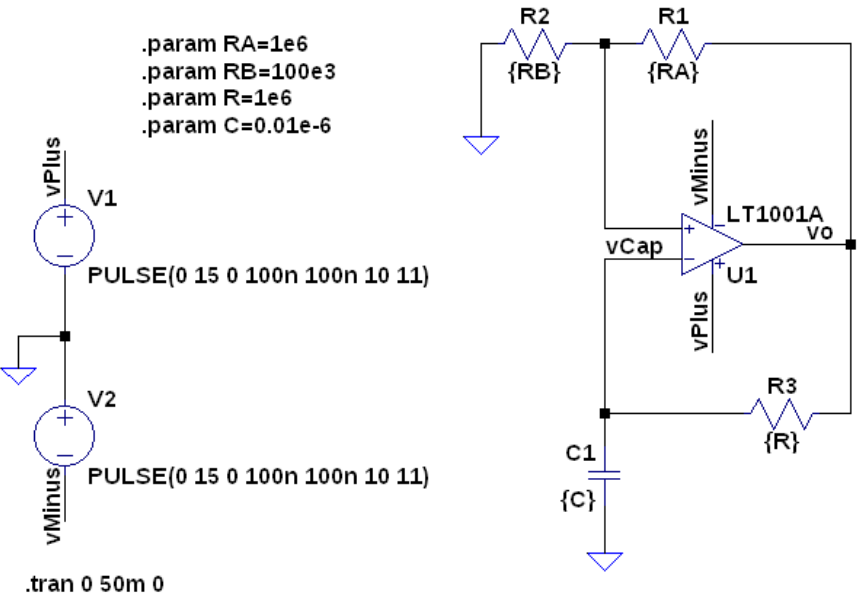 .param RA=1e6
.param RB=100e3
.param R=1e6
.param C=0.01e-6
vPlus
V1
PULSE(0 15 0 100n 100n 10 11)
V2
PULSE(0 15 0 100n 100n 10 11)
vMinus
.tran 0 50m 0
R2
{RB}
R1
{RA}
vMinus
LT1001A
vo
vCap
U1
vPlus
R3
{R}
C1
{C}